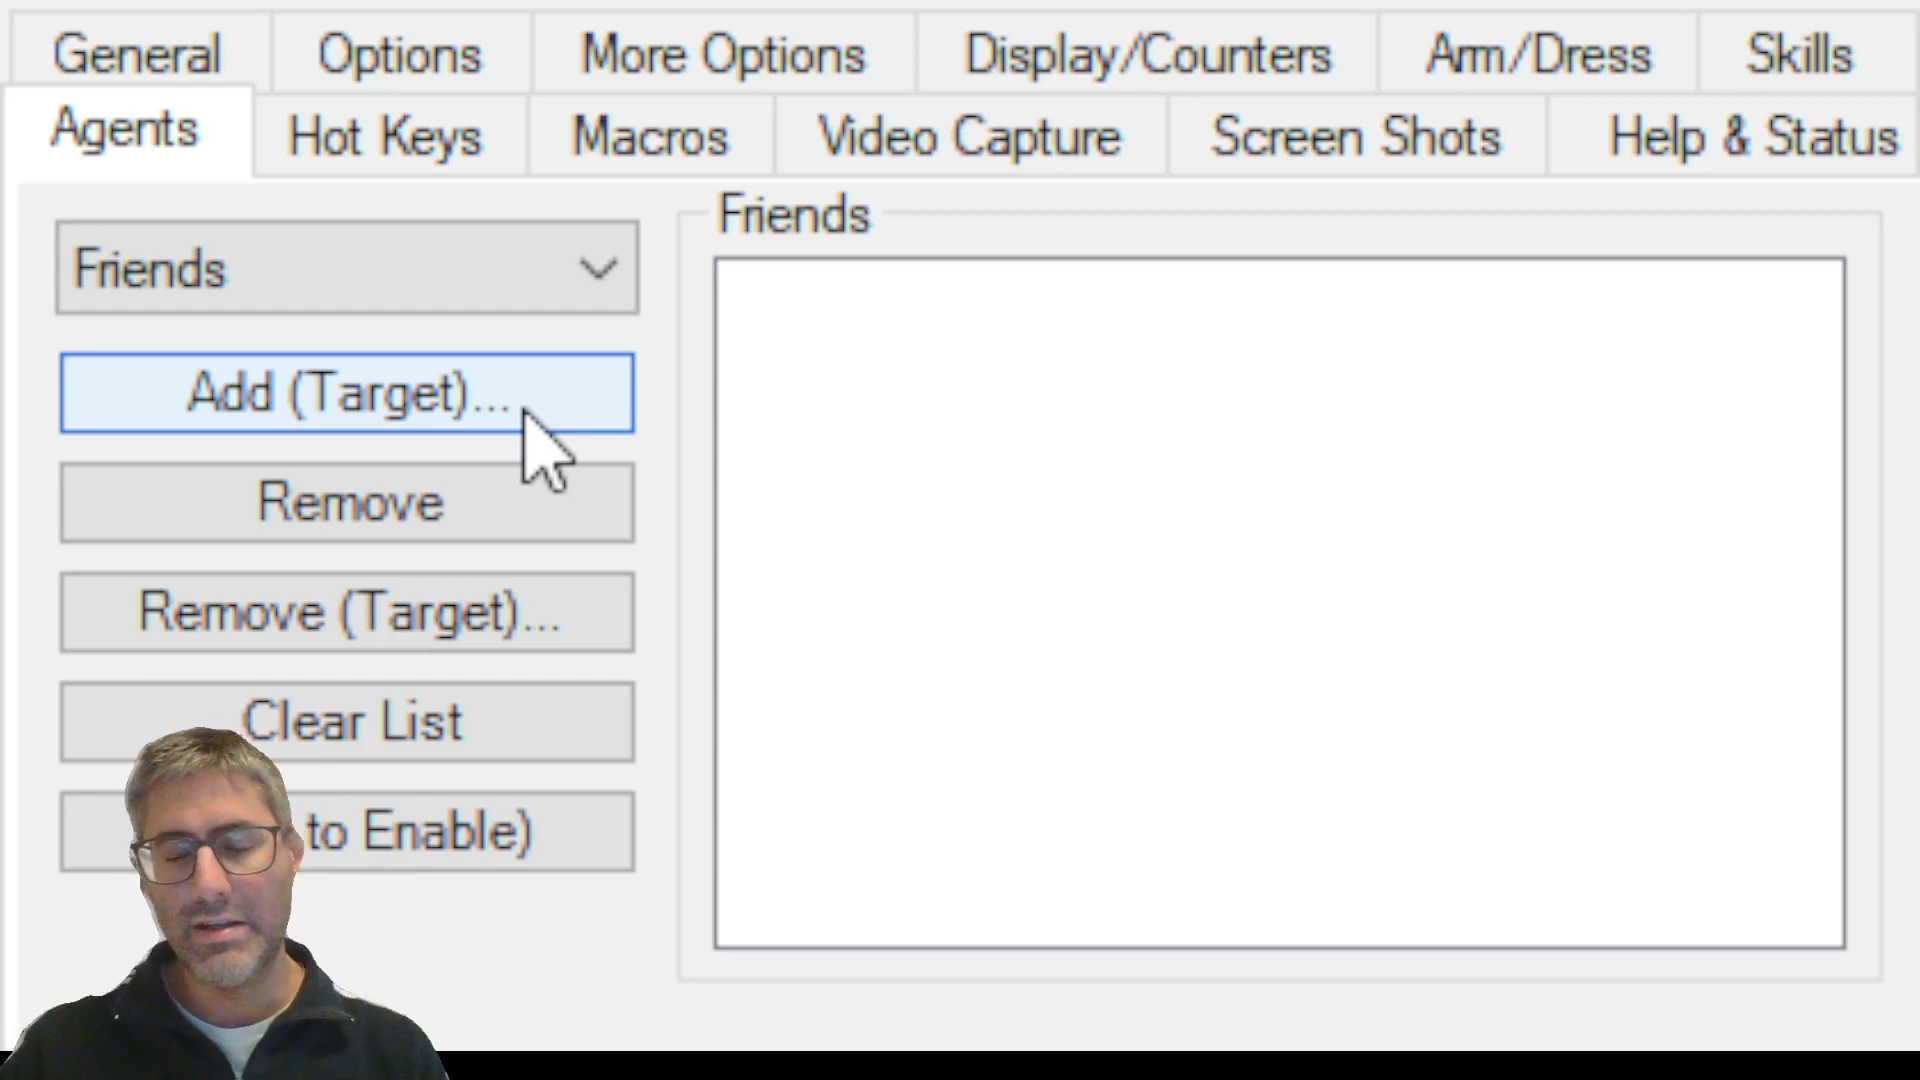 General Options More Options Display/Counters Arm/Dress Skills
Agents Hot Keys Macros Video Capture Screen Shots Help & Status
Friends
Friends
Add (Target)...
Remove
Remove (Target)...
Clear List
to Enable)